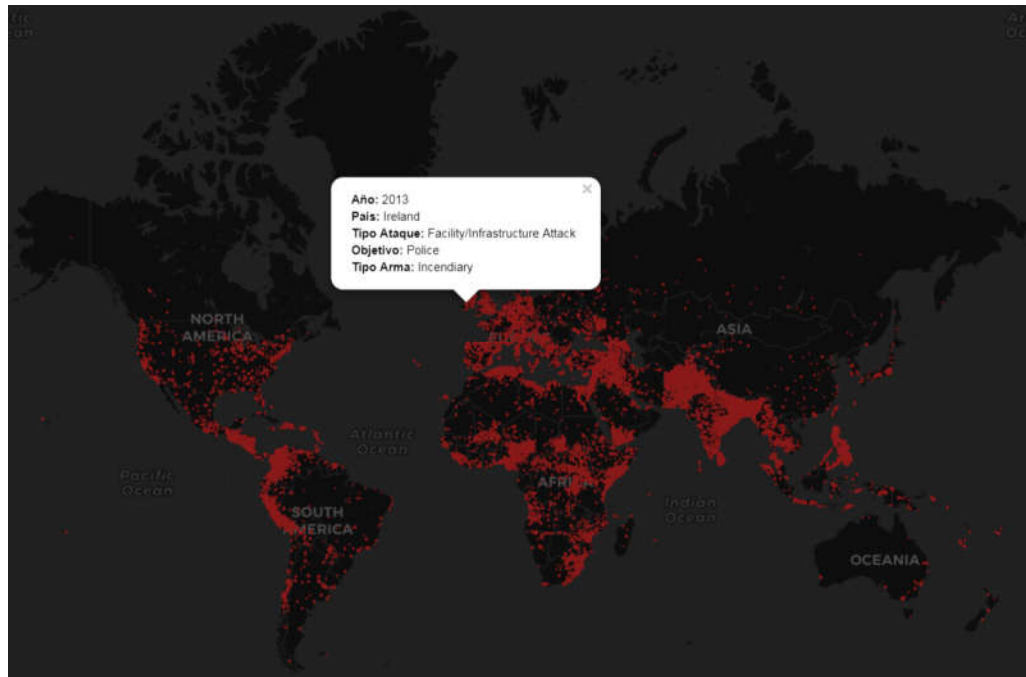 Año: 2013
País: Ireland
Tipo Ataque: Facility/Infrastructure Attack
Objetivo: Police
Tipo Arma: Incendiary
NORTH
AMERICA
ASIA
Atlantic
Ocean
Pacific
Ocean
AFRICA
Indian
Ocean
SOUTH
AMERICA
OCEANIA